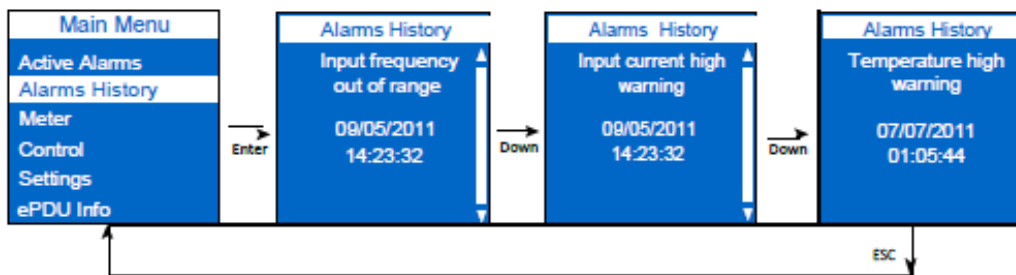 Main Menu
Active Alarms
Alarms History
Meter
Control
Settings
ePDU Info
Enter
Alarms History
Input frequency
out of range
09/05/2011
14:23:32
Down
Alarms History
Input current high
warning
09/05/2011
14:23:32
Down
Alarms History
Temperature high
warning
07/07/2011
01:05:44
ESC